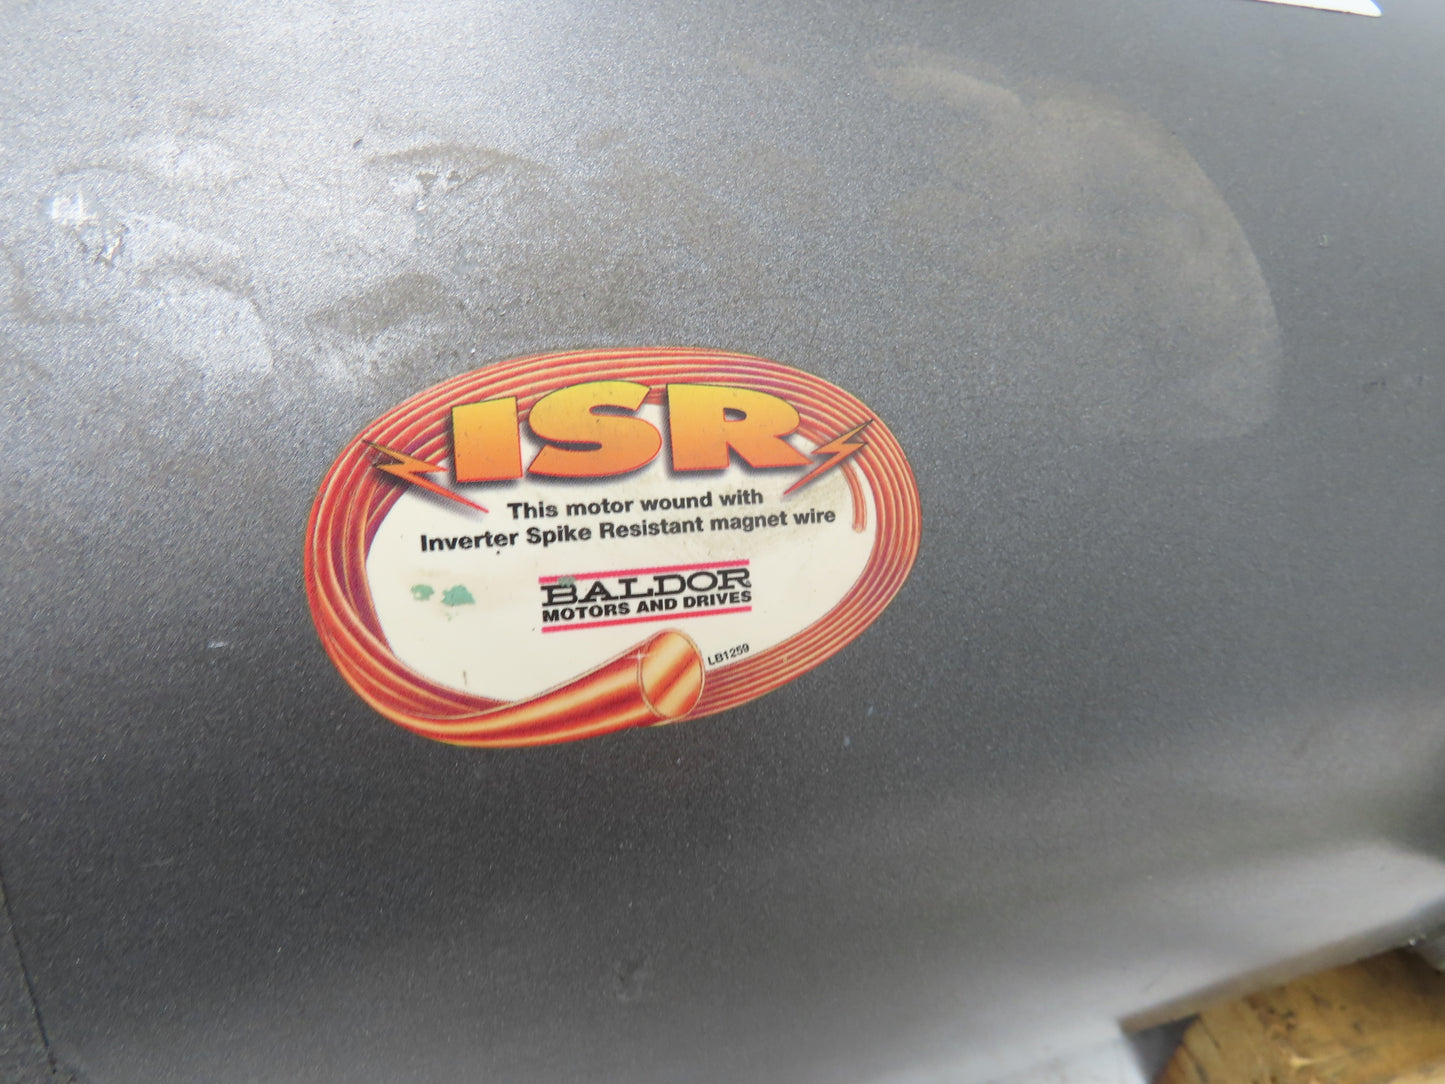 ISR
This motor wound with
Inverter Spike Resistant magnet wire
BALDOR
MOTORS AND DRIVES
LB1259